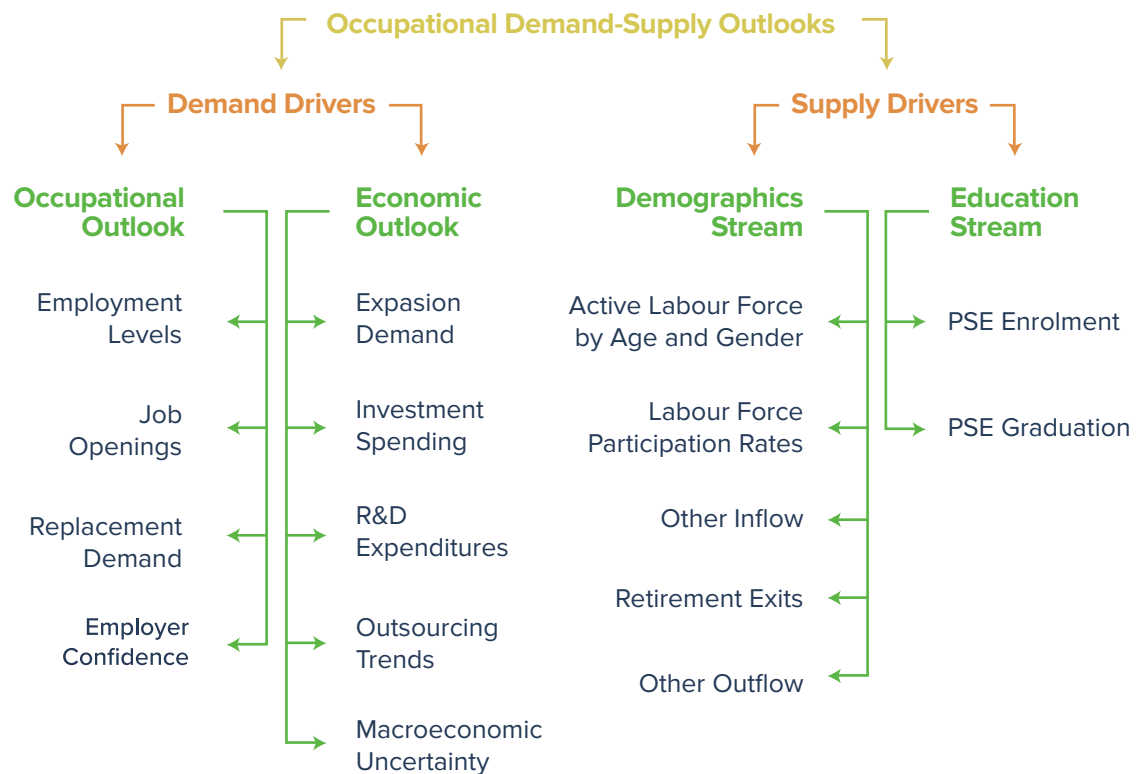 Occupational Demand-Supply Outlooks
Demand Drivers
Supply Drivers
Occupational
Outlook
Employment
Levels
Job
Openings
Replacement
Demand
Employer
Confidence
Economic
Outlook
Expasion
Demand
Investment
Spending
R&D
Expenditures
Outsourcing
Trends
Macroeconomic
Uncertainty
Demographics
Stream
Active Labour Force
by Age and Gender
Labour Force
Participation Rates
Other Inflow
Retirement Exits
Other Outflow
Education
Stream
PSE Enrolment
PSE Graduation